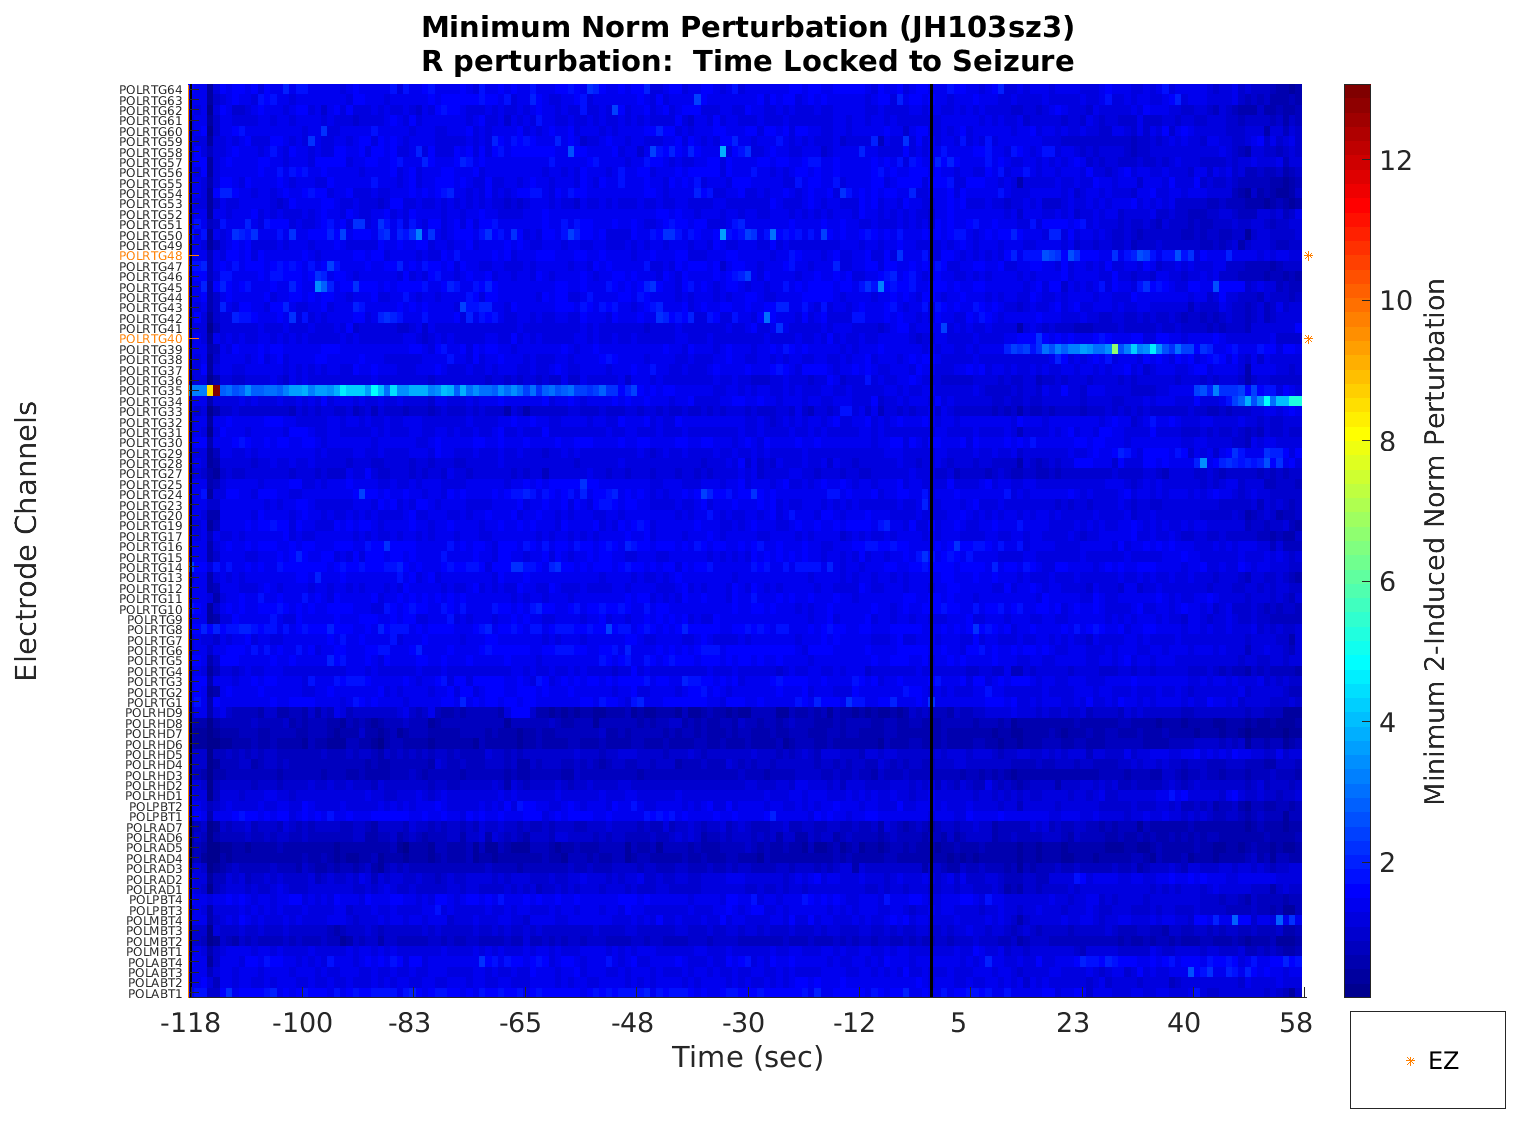 Minimum Norm Perturbation (JH103sz3)
R perturbation:  Time Locked to Seizure
Electrode Channels
POLRTG64
POLRTG63
POLRTG62
POLRTG61
POLRTG60
POLRTG59
POLRTG58
POLRTG57
POLRTG56
POLRTG55
POLRTG54
POLRTG53
POLRTG52
POLRTG51
POLRTG50
POLRTG49
POLRTG48
POLRTG47
POLRTG46
POLRTG45
POLRTG44
POLRTG43
POLRTG42
POLRTG41
POLRTG40
POLRTG39
POLRTG38
POLRTG37
POLRTG36
POLRTG35
POLRTG34
POLRTG33
POLRTG32
POLRTG31
POLRTG30
POLRTG29
POLRTG28
POLRTG27
POLRTG25
POLRTG24
POLRTG23
POLRTG20
POLRTG19
POLRTG17
POLRTG16
POLRTG15
POLRTG14
POLRTG13
POLRTG12
POLRTG11
POLRTG10
POLRTG9
POLRTG8
POLRTG7
POLRTG6
POLRTG5
POLRTG4
POLRTG3
POLRTG2
POLRTG1
POLRHD9
POLRHD8
POLRHD7
POLRHD6
POLRHD5
POLRHD4
POLRHD3
POLRHD2
POLRHD1
POLPBT2
POLPBT1
POLRAD7
POLRAD6
POLRAD5
POLRAD4
POLRAD3
POLRAD2
POLRAD1
POLPBT4
POLPBT3
POLMBT4
POLMBT3
POLMBT2
POLMBT1
POLABT4
POLABT3
POLABT2
POLABT1
-118 -100 -83 -65 -48 -30 -12 5 23 40 58
Time (sec)
12
10
8
6
4
2
Minimum 2-Induced Norm Perturbation
EZ